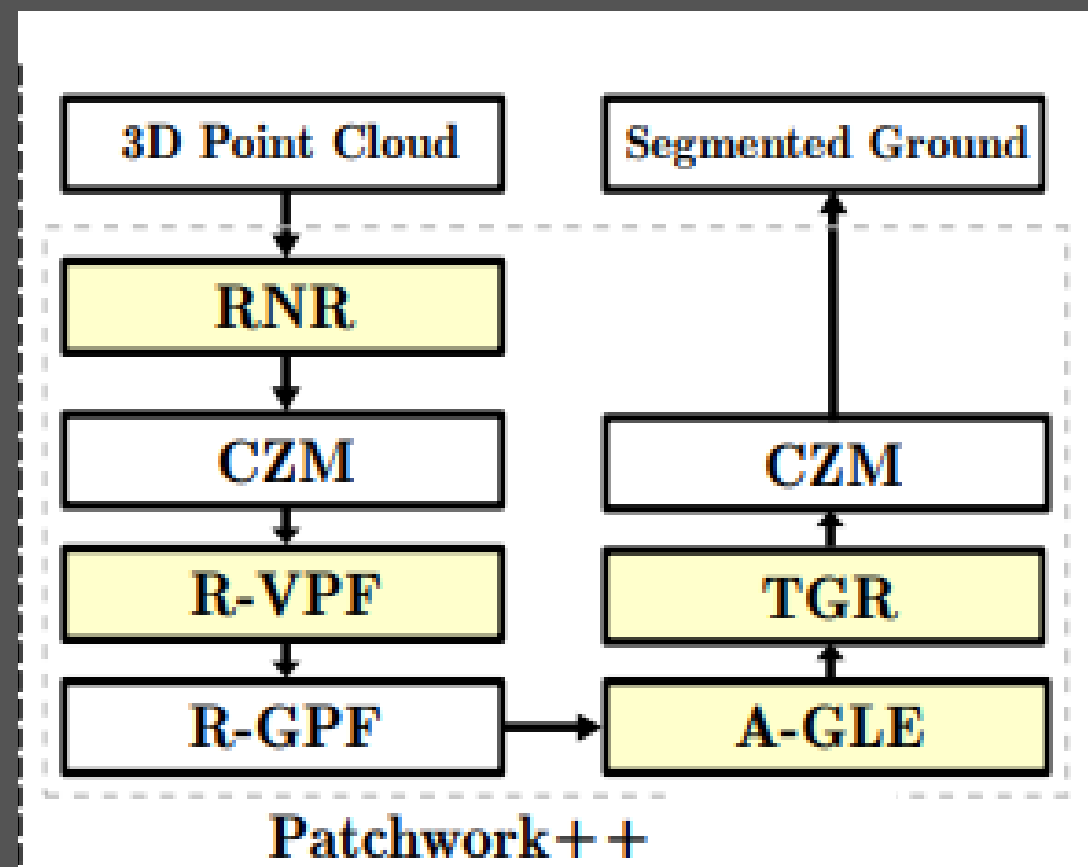 3D Point Cloud
RNR
CZM
R-VPF
R-GPF
A-GLE
TGR
CZM
Segmented Ground
Patchwork++